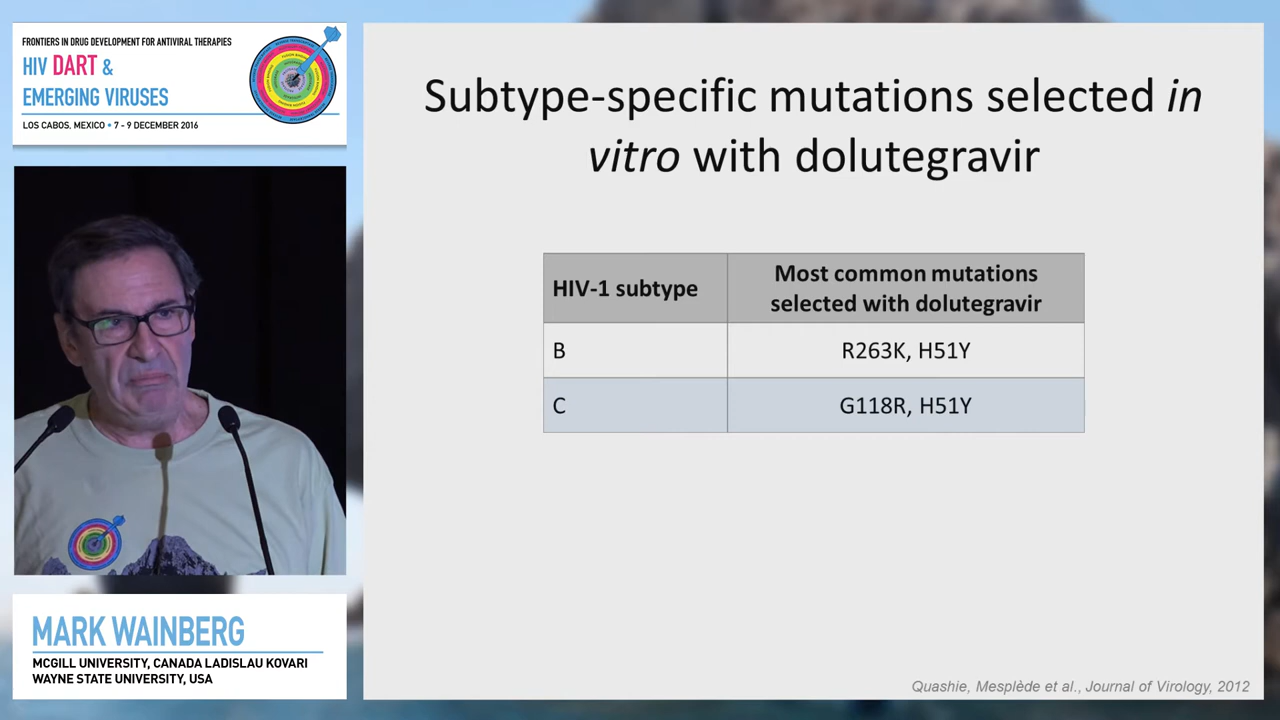 FRONTIERS IN DRUG DEVELOPMENT FOR ANTIVIRAL THERAPIES
HIV DART &
EMERGING VIRUSES
LOS CABOS, MEXICO • 7 - 9 DECEMBER 2016
MARK WAINBERG
MCGILL UNIVERSITY, CANADA LADISLAU KOVARI
WAYNE STATE UNIVERSITY, USA
Subtype-specific mutations selected in
vitro with dolutegravir
HIV-1 subtype
Most common mutations
selected with dolutegravir
B
R263K, H51Y
C
G118R, H51Y
Quashie, Mesplède et al., Journal of Virology, 2012